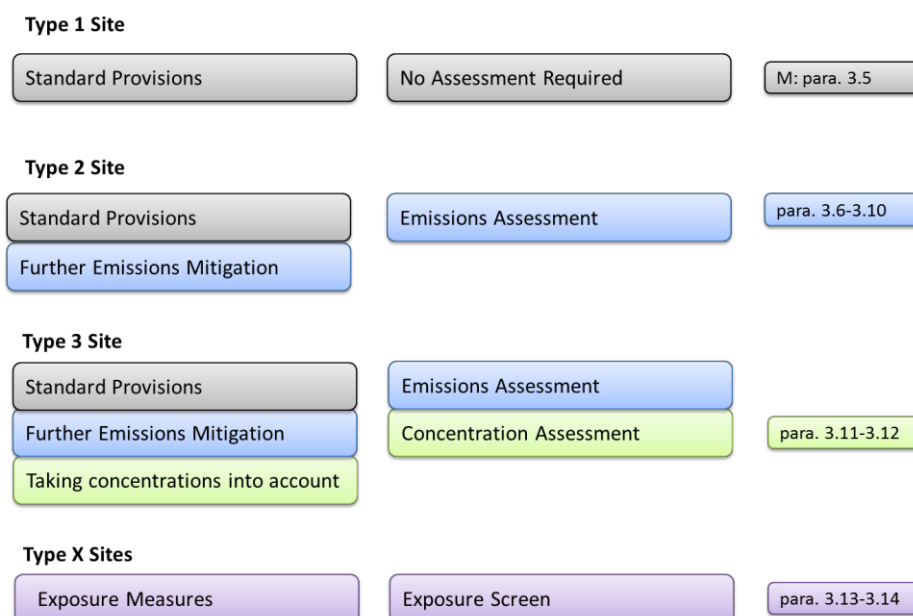 Type 1 Site
Standard Provisions
No Assessment Required
M: para. 3.5
Type 2 Site
Standard Provisions
Emissions Assessment
para. 3.6-3.10
Further Emissions Mitigation
Type 3 Site
Standard Provisions
Emissions Assessment
Further Emissions Mitigation
Concentration Assessment
para. 3.11-3.12
Taking concentrations into account
Type X Sites
Exposure Measures
Exposure Screen
para. 3.13-3.14